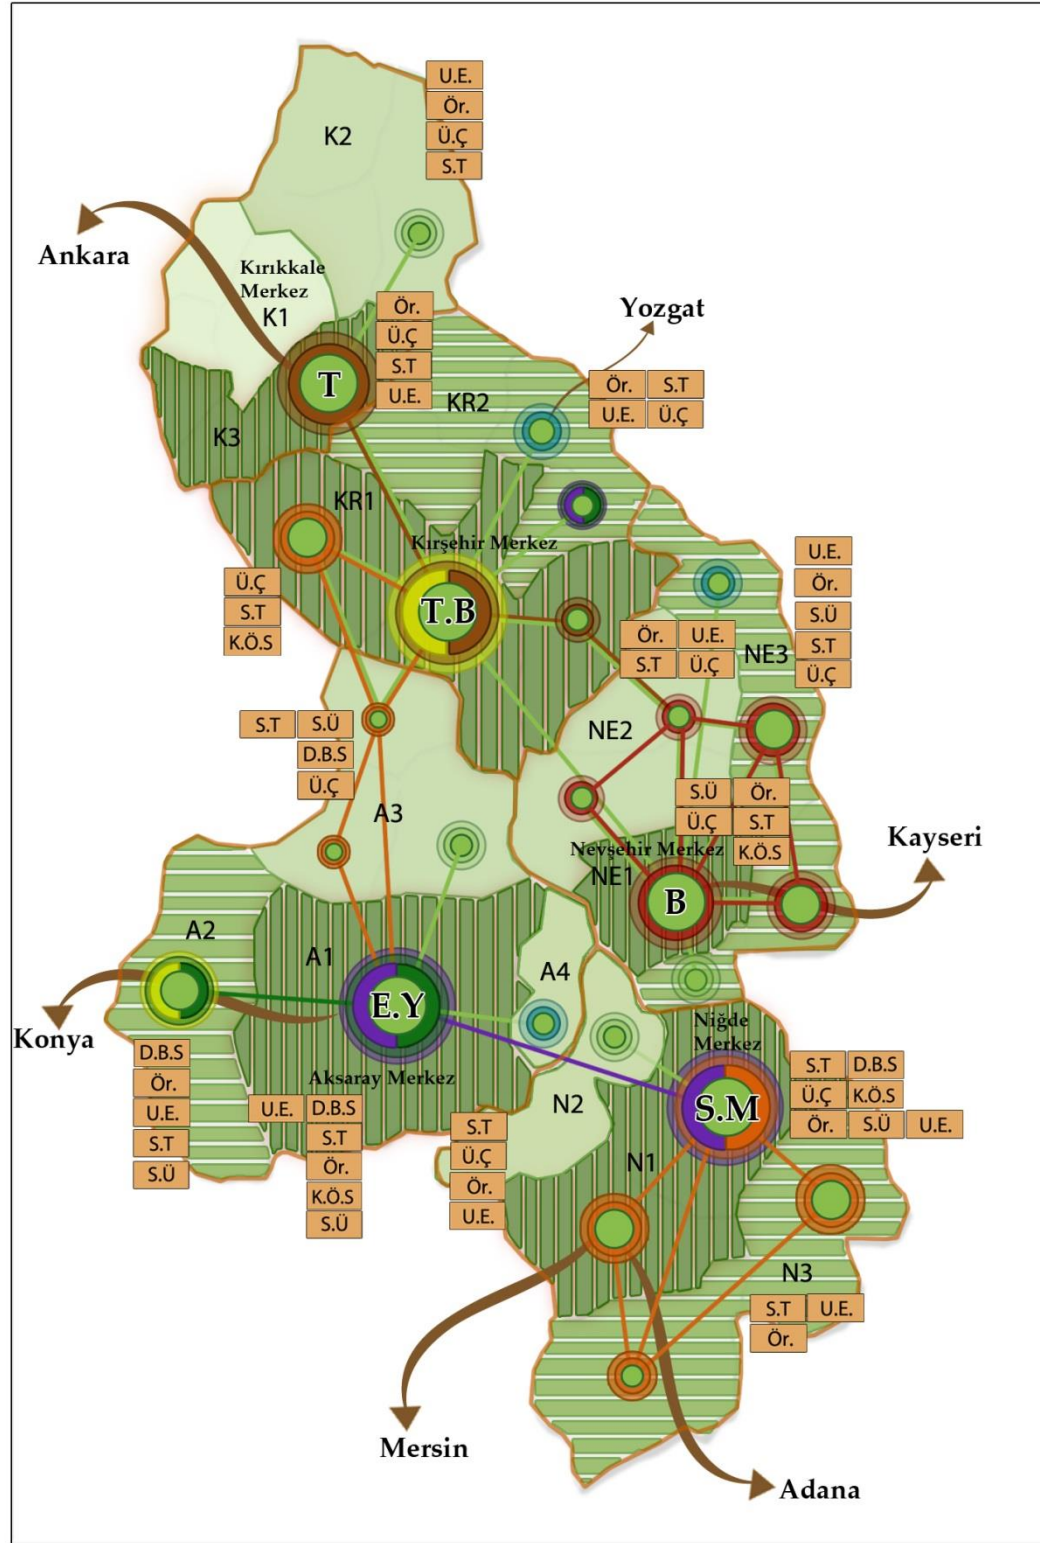 U.E.
Ör.
Ü.Ç
S.T
K2
Ankara
Kırıkkale
Merkez
K1
Yozgat
Ör.
Ü.Ç
S.T
U.E.
T
KR2
Ör. S.T
U.E. Ü.Ç
K3
KR1
Kırşehir Merkez
U.E.
Ör.
S.Ü
S.T
Ü.Ç
Ü.Ç
S.T
K.Ö.S
T.B
Ör. U.E.
S.T Ü.Ç
NE3
S.T S.Ü
D.B.S
Ü.Ç
NE2
A3
S.Ü Ör.
Ü.Ç S.T
K.Ö.S
Nevşehir Merkez
NE1
Kayseri
B
A2
A1
A4
E.Y
Konya
Niğde
Merkez
D.B.S
Ör.
U.E.
S.T
S.Ü
Aksaray Merkez
U.E. D.B.S
S.T
Ör.
K.Ö.S
S.Ü
N2
S.M
S.T D.B.S
Ü.Ç K.Ö.S
Ör. S.Ü U.E.
S.T
Ü.Ç
Ör.
U.E.
N1
N3
S.T U.E.
Ör.
Mersin
Adana